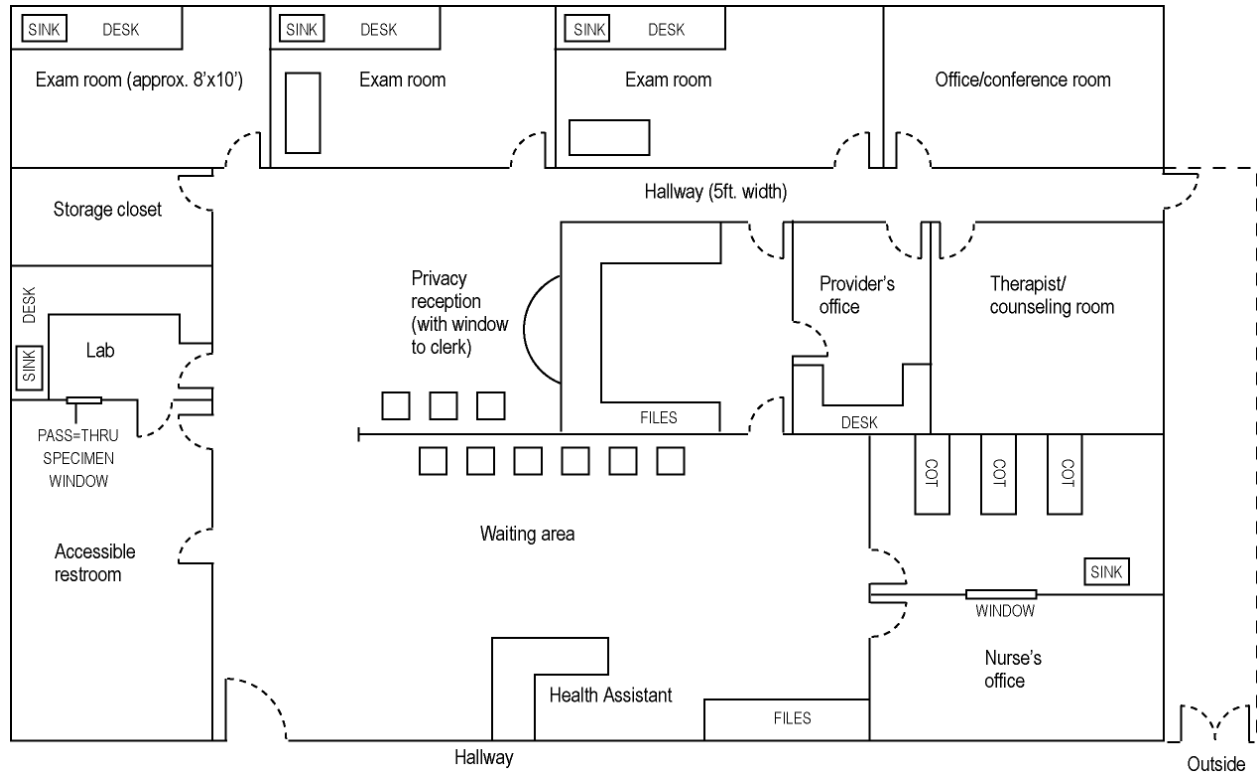 SINK DESK
SINK DESK
SINK DESK
Exam room (approx. 8'x10')
Exam room
Exam room
Office/conference room
Hallway (5ft. width)
Storage closet
Privacy
reception
(with window
to clerk)
Provider's
office
Therapist/
counseling room
DESK
Lab
SINK
FILES
DESK
PASS=THRU
SPECIMEN
WINDOW
COT
COT
COT
Waiting area
Accessible
restroom
SINK
WINDOW
Nurse's
office
Health Assistant
FILES
Hallway
Outside